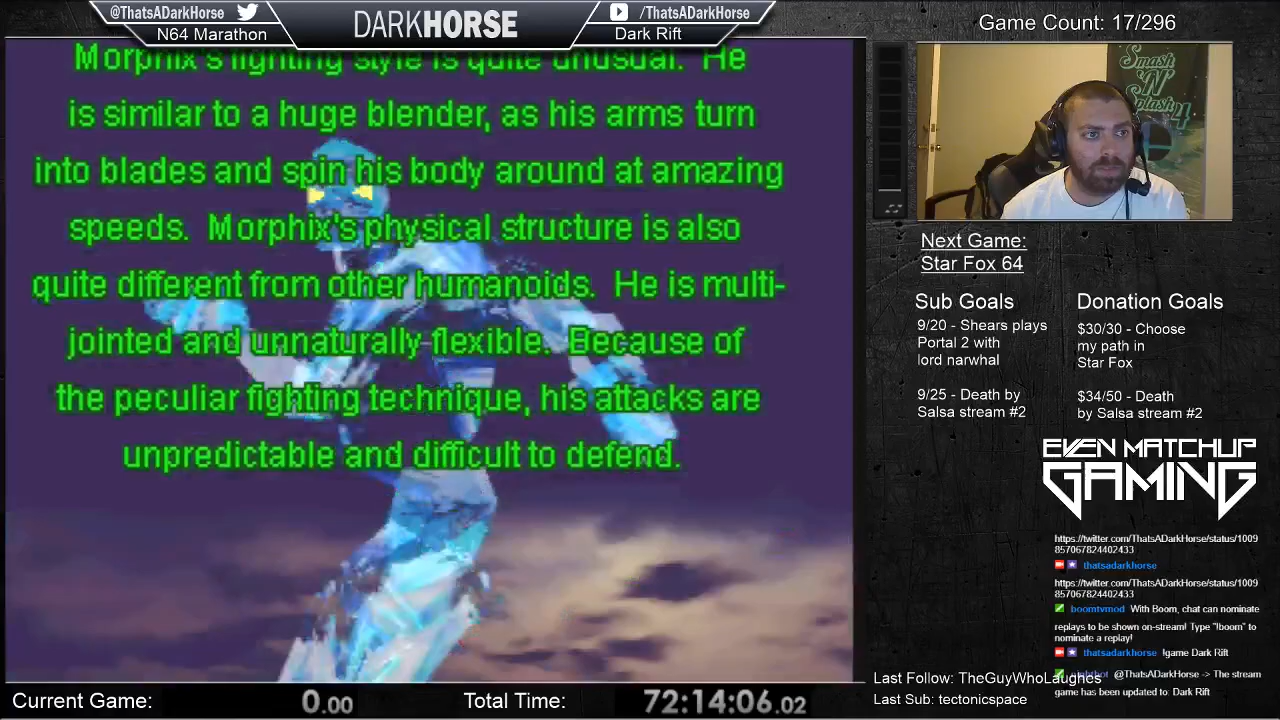 @ThatsADarkHorse
N64 Marathon
DARKHORSE
/ThatsADarkHorse
Dark Rift
Game Count: 17/296
Morphix's fighting style is quite unusual. He
is similar to a huge blender, as his arms turn
into blades and spin his body around at amazing
speeds. Morphix's physical structure is also
quite different from other humanoids. He is multi-
jointed and unnaturally flexible. Because of
the peculiar fighting technique, his attacks are
unpredictable and difficult to defend.
Smash
'N'
Splash
4
Next Game:
Star Fox 64
Sub Goals
9/20 - Shears plays
Portal 2 with
lord narwhal
9/25 - Death by
Salsa stream #2
Donation Goals
$30/30 - Choose
my path in
Star Fox
$34/50 - Death
by Salsa stream #2
EVEN MATCHUP
GAMING
https://twitter.com/ThatsADarkHorse/status/1009
857067824402433
thatsadarkhorse
https://twitter.com/ThatsADarkHorse/status/1009
857067824402433
boomtvmod With Boom, chat can nominate
replays to be shown on-stream! Type "!boom" to
nominate a replay!
thatsadarkhorse !game Dark Rift
@ThatsADarkHorse -> The stream
game has been updated to: Dark Rift
Last Follow: TheGuyWhoLaughes
Last Sub: tectonicspace
Current Game: 0.00 Total Time: 72:14:06.02